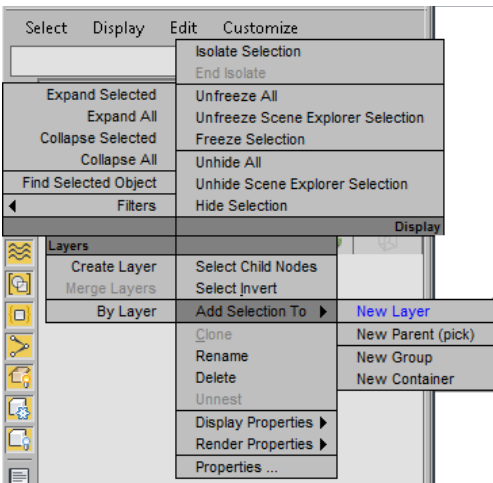 Select Display Edit Customize
Isolate Selection
End Isolate
Expand Selected
Expand All
Collapse Selected
Collapse All
Find Selected Object
Filters
Unfreeze All
Unfreeze Scene Explorer Selection
Freeze Selection
Unhide All
Unhide Scene Explorer Selection
Hide Selection
Display
Layers
Create Layer
Merge Layers
By Layer
Select Child Nodes
Select Invert
Add Selection To
Clone
Rename
Delete
Unnest
Display Properties
Render Properties
Properties ...
New Layer
New Parent (pick)
New Group
New Container